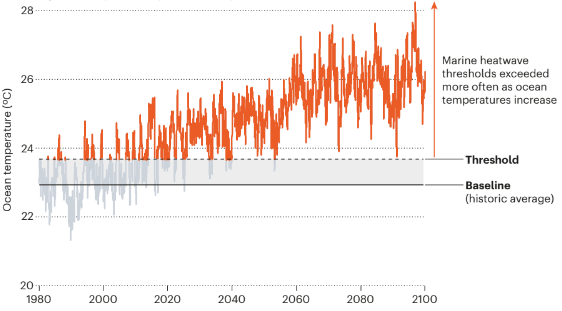 28
26
24
22
20
Ocean temperature (ºC)
1980 2000 2020 2040 2060 2080 2100
Marine heatwave
thresholds exceeded
more often as ocean
temperatures increase
Threshold
Baseline
(historic average)